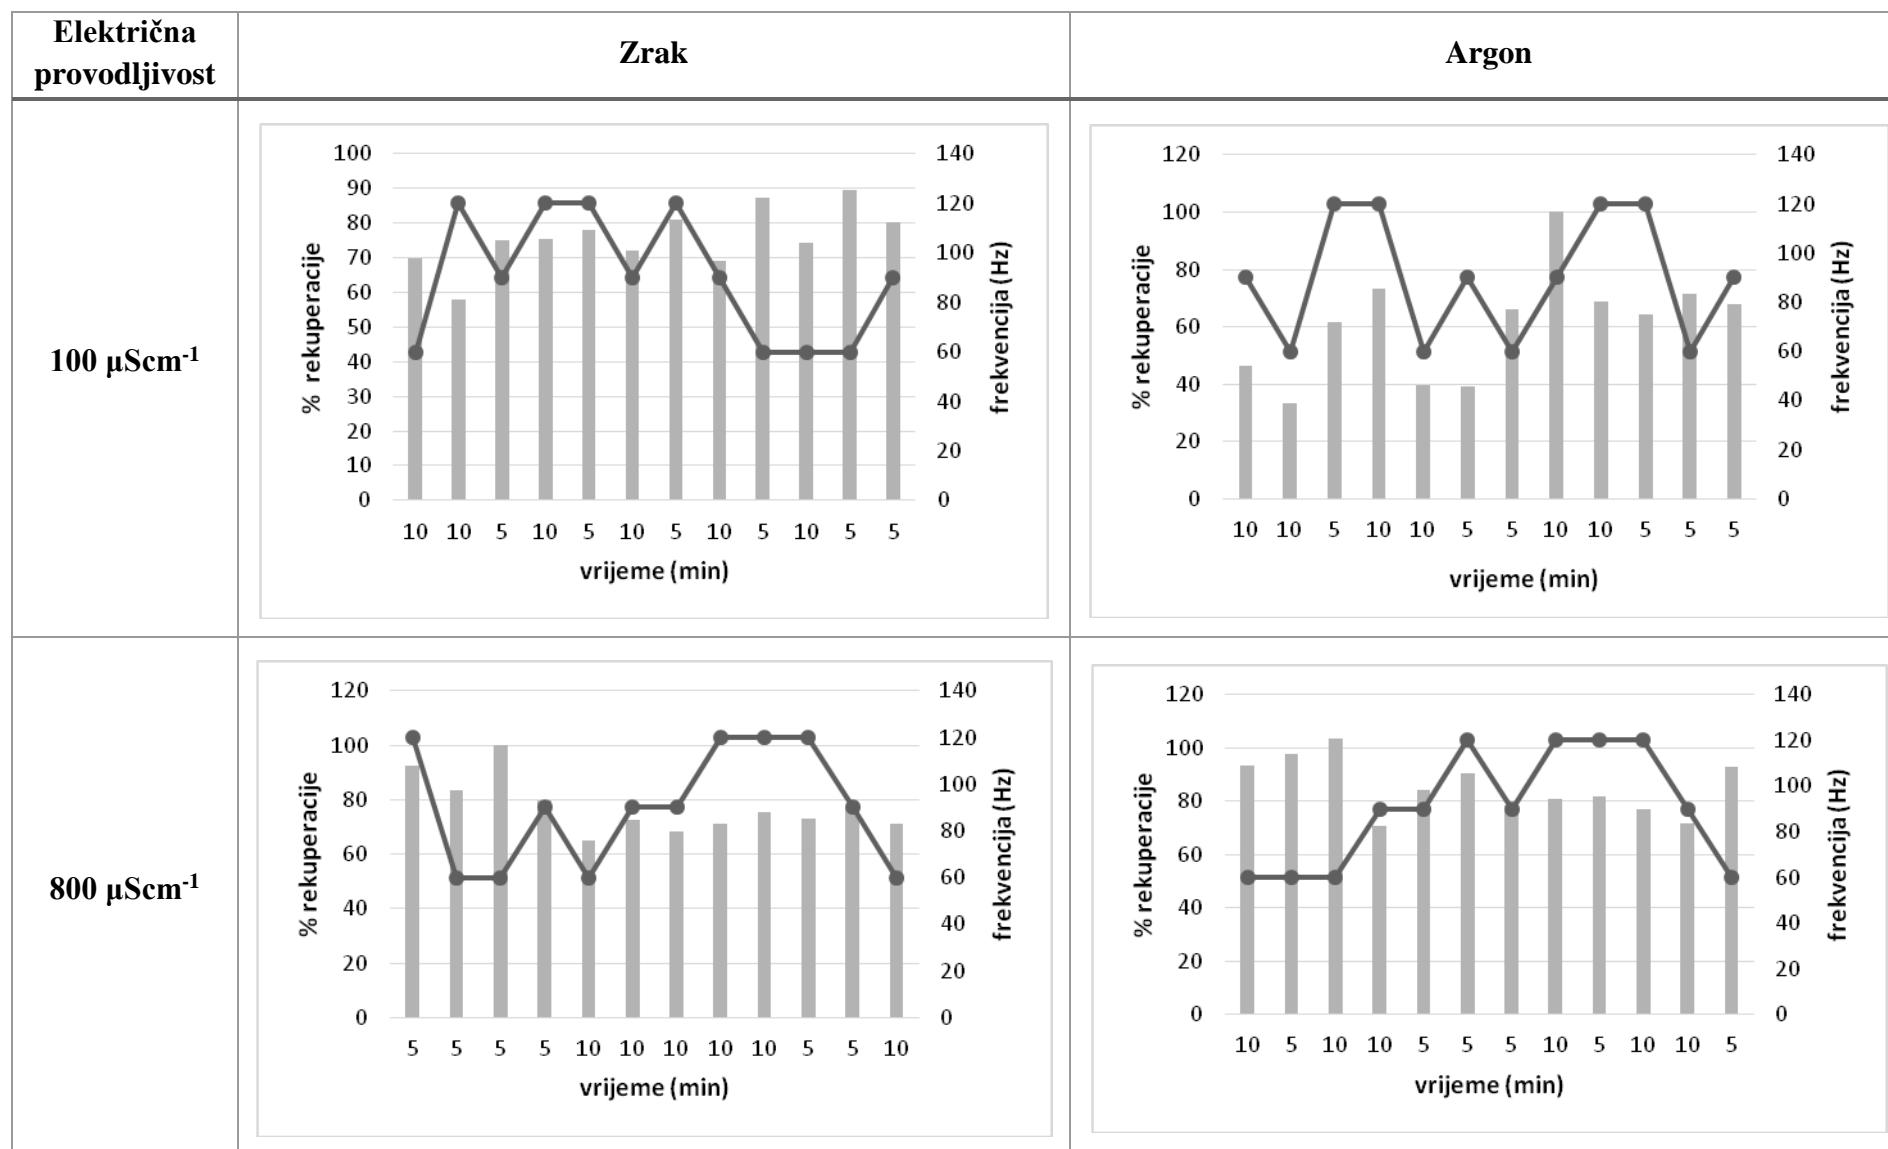 Električna
provodljivost
Zrak
Argon
100 µScm-1
% rekuperacije
100
90
80
70
60
50
40
30
20
10
0
140
120
100
80
60
40
20
0
frekvencija (Hz)
10 10 5 10 5 10 5 10 5 10 5 5
vrijeme (min)
% rekuperacije
120
100
80
60
40
20
0
140
120
100
80
60
40
20
0
frekvencija (Hz)
10 10 5 10 10 5 5 10 10 5 5 5
vrijeme (min)
800 µScm-1
% rekuperacije
120
100
80
60
40
20
0
140
120
100
80
60
40
20
0
frekvencija (Hz)
5 5 5 5 10 10 10 10 10 5 5 10
vrijeme (min)
% rekuperacije
120
100
80
60
40
20
0
140
120
100
80
60
40
20
0
frekvencija (Hz)
10 5 10 10 5 5 5 10 5 10 10 5
vrijeme (min)